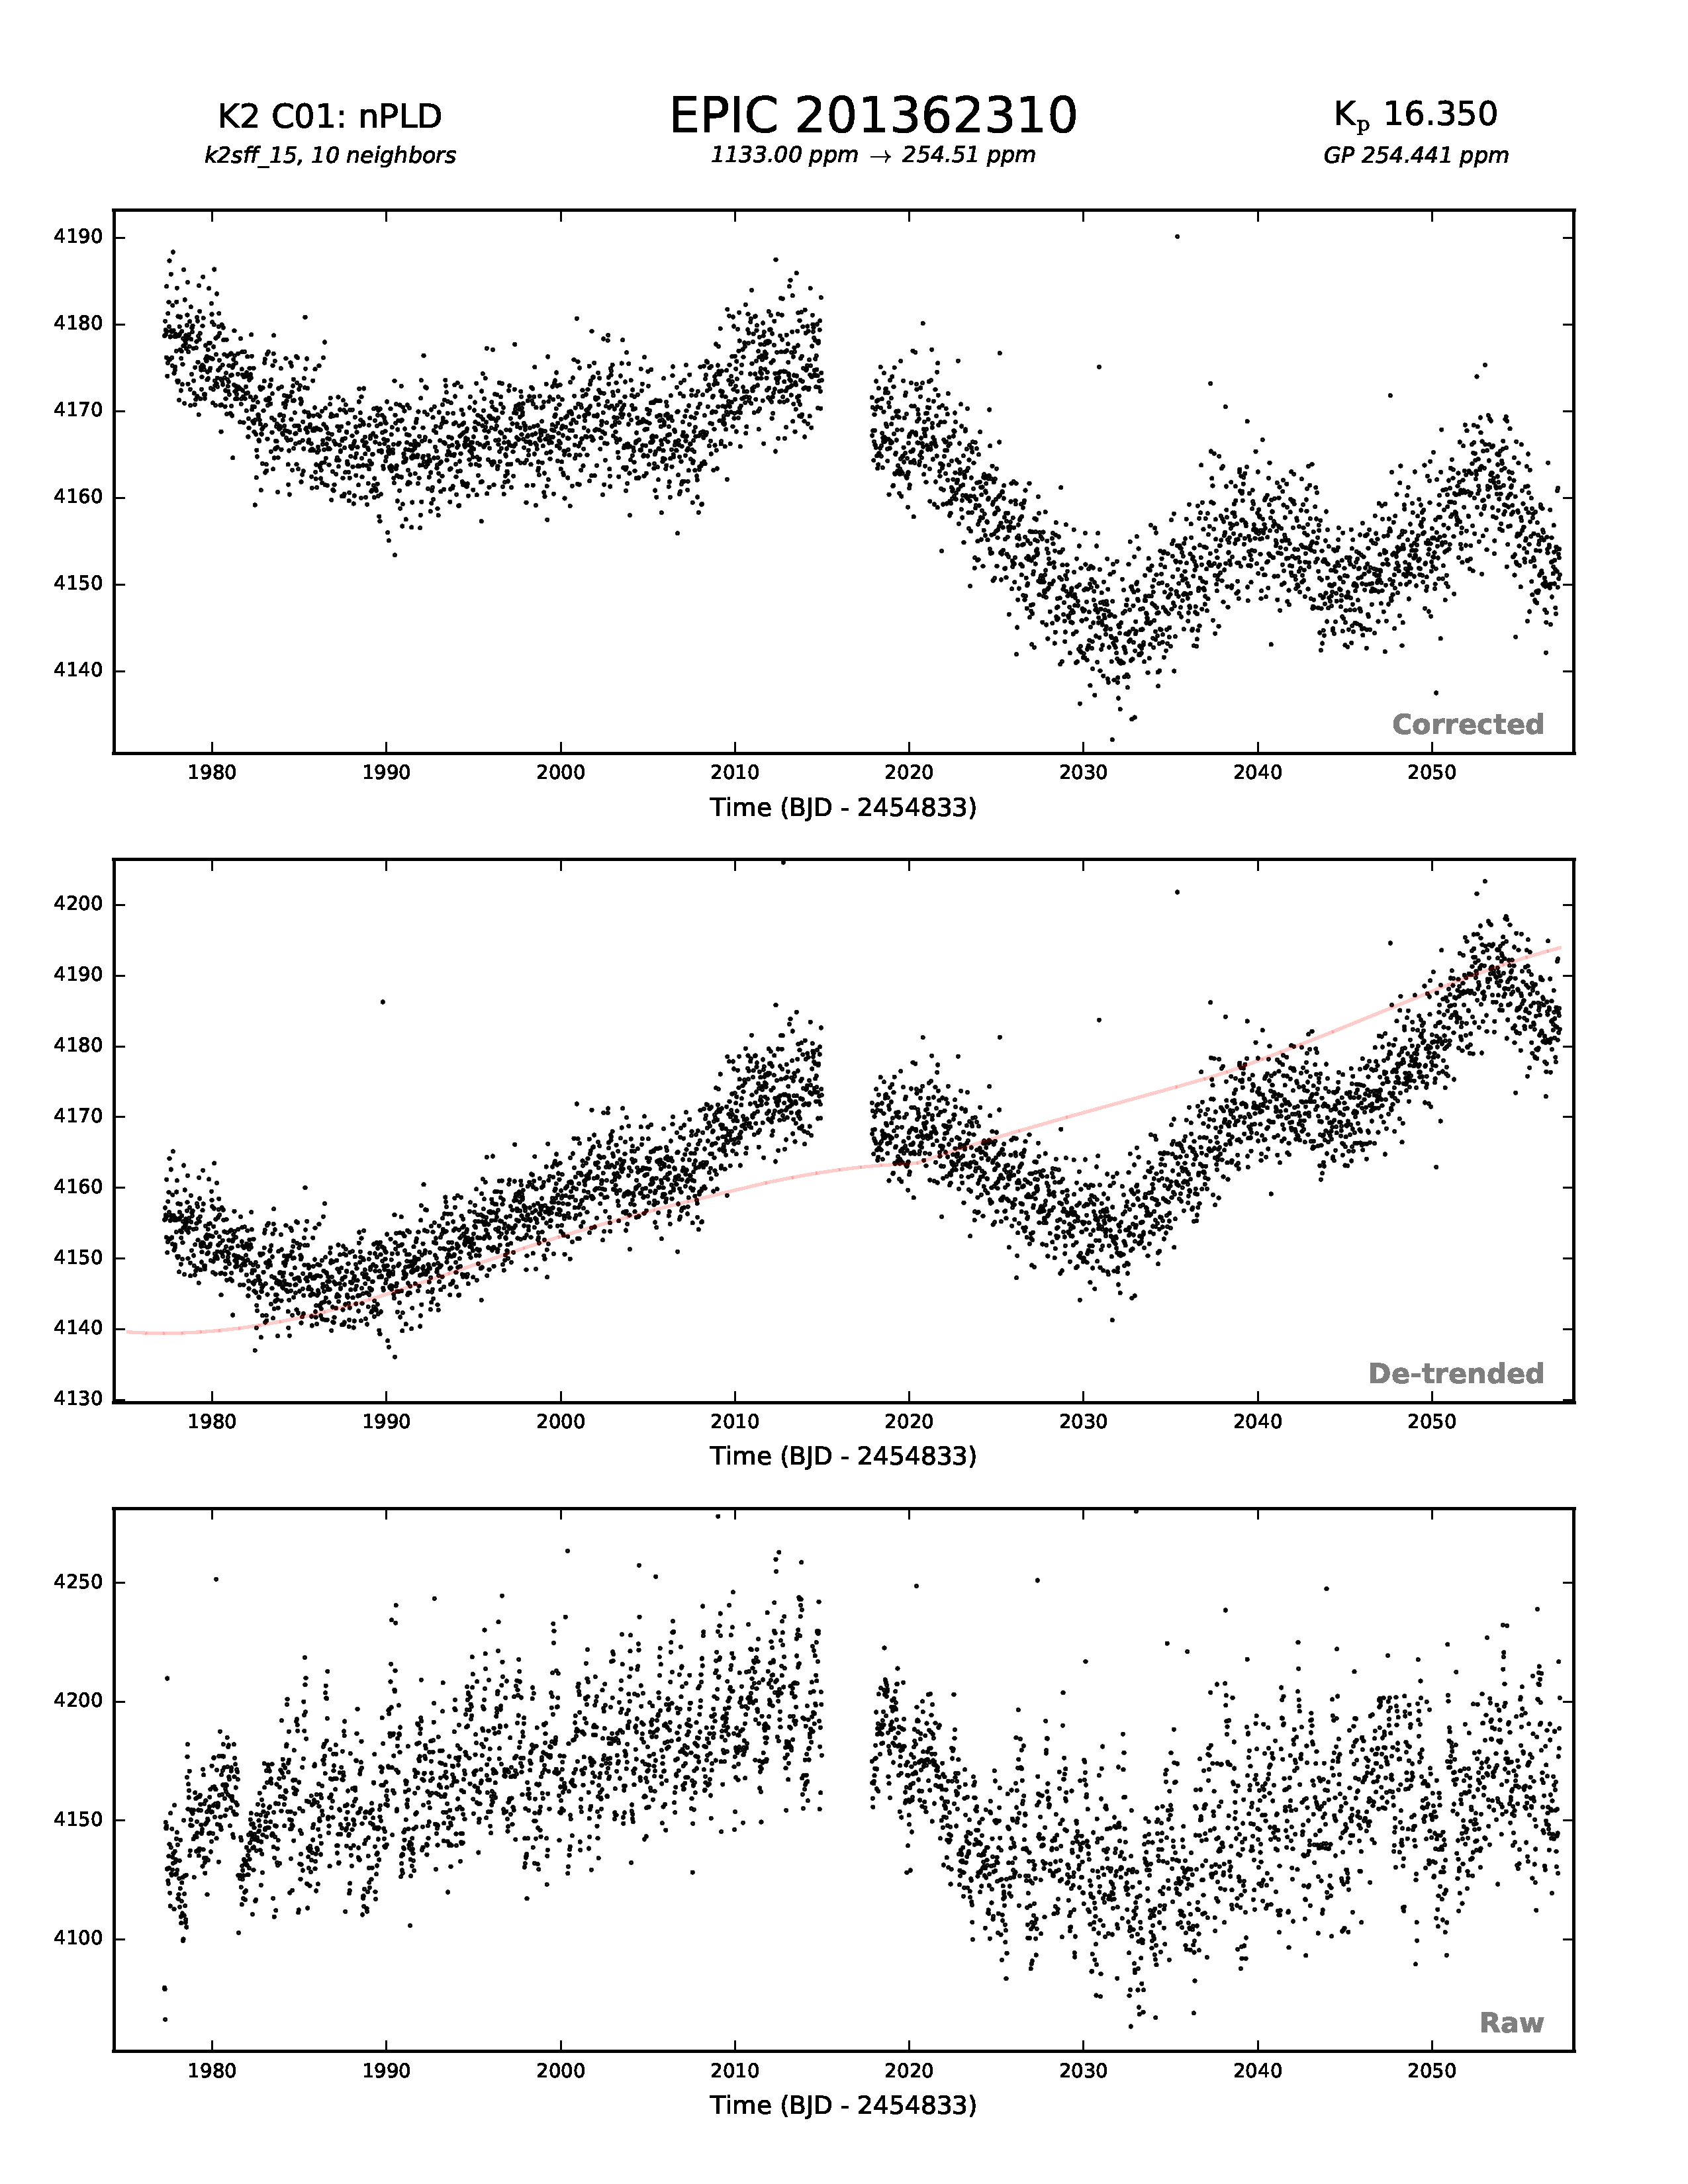 K2 C01: nPLD
EPIC 201362310
Kp 16.350
k2sff_15, 10 neighbors
1133.00 ppm → 254.51 ppm
GP 254.441 ppm
4190
4180
4170
4160
4150
4140
Corrected
1980 1990 2000 2010 2020 2030 2040 2050
Time (BJD - 2454833)
4200
4190
4180
4170
4160
4150
4140
4130
De-trended
1980 1990 2000 2010 2020 2030 2040 2050
Time (BJD - 2454833)
4250
4200
4150
4100
Raw
1980 1990 2000 2010 2020 2030 2040 2050
Time (BJD - 2454833)